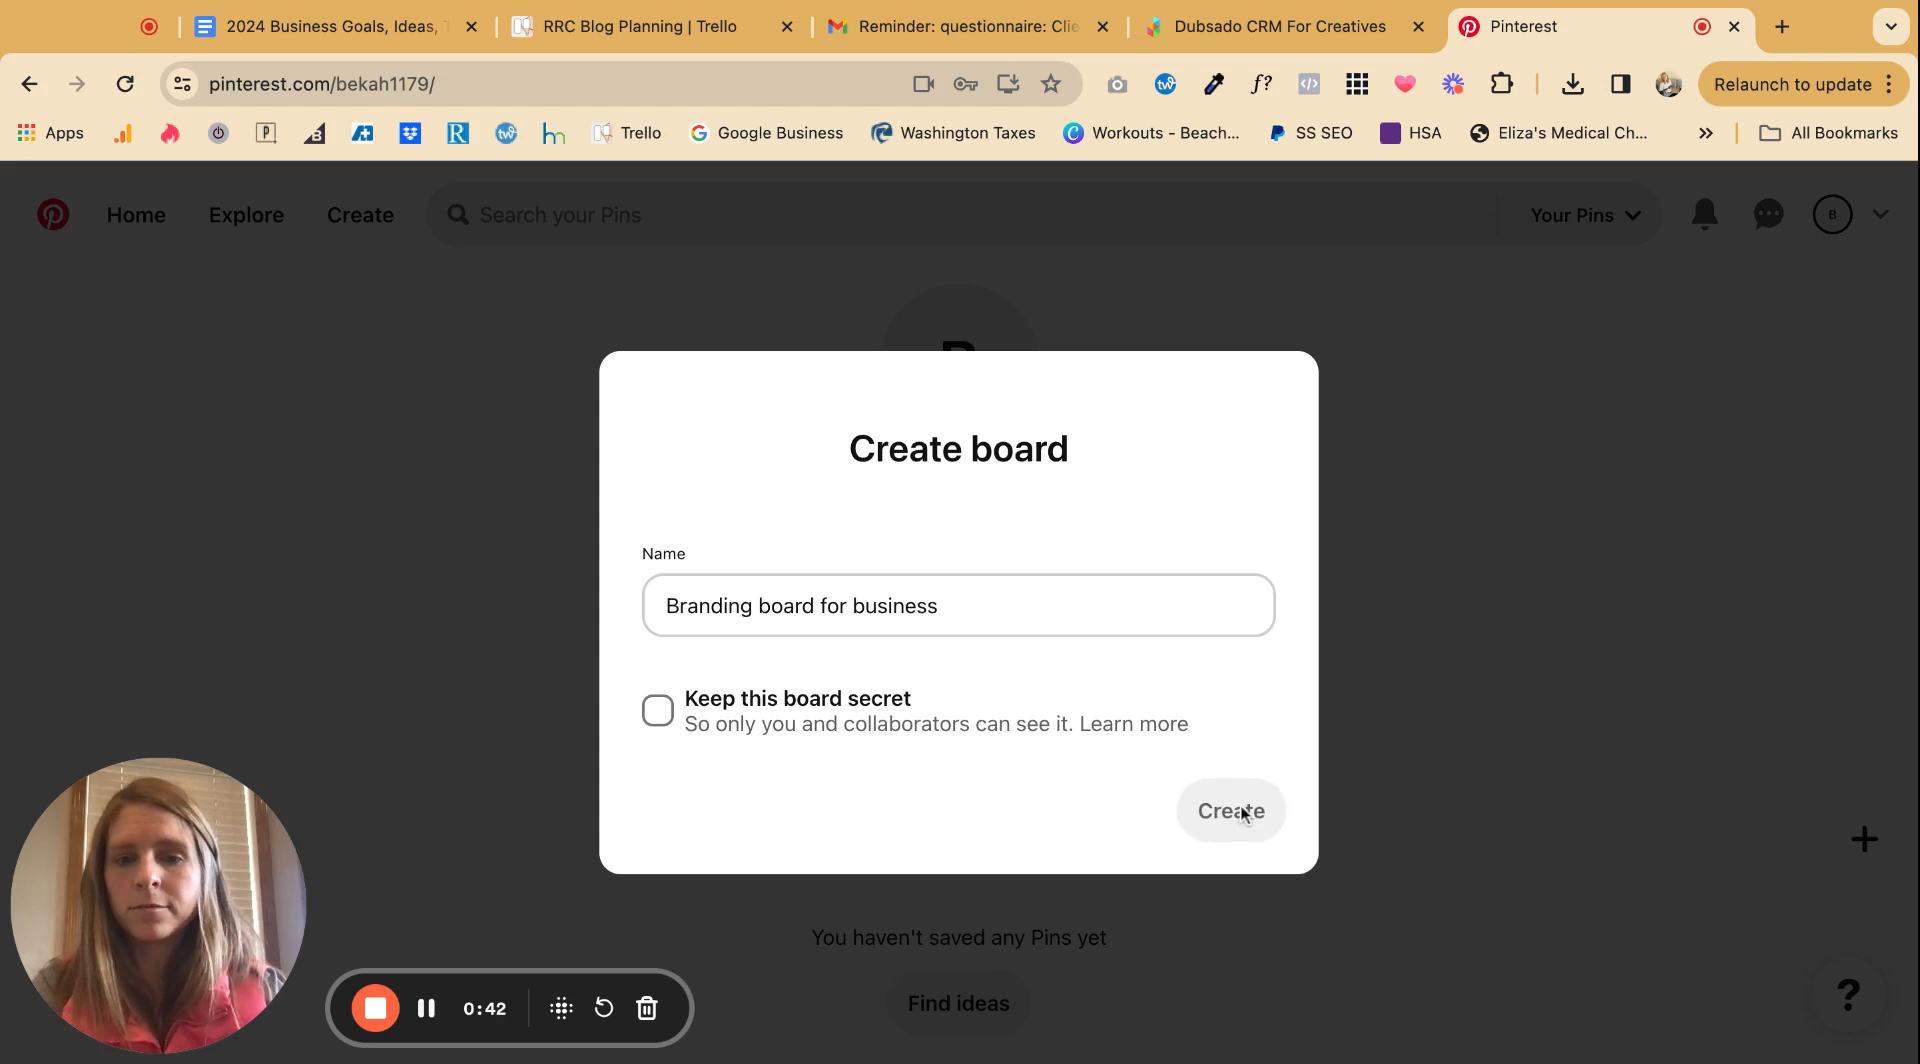 2024 Business Goals, Ideas,
RRC Blog Planning | Trello
Reminder: questionnaire: Clie
Dubsado CRM For Creatives
Pinterest
pinterest.com/bekah1179/
f?
Relaunch to update
Apps
Trello
Google Business
Washington Taxes
Workouts - Beach...
SS SEO
HSA
Eliza's Medical Ch...
All Bookmarks
Home
Explore
Create
Search your Pins
Your Pins
B
Create board
Name
Branding board for business
Keep this board secret
So only you and collaborators can see it. Learn more
Create
You haven't saved any Pins yet
Find ideas
0:42
?